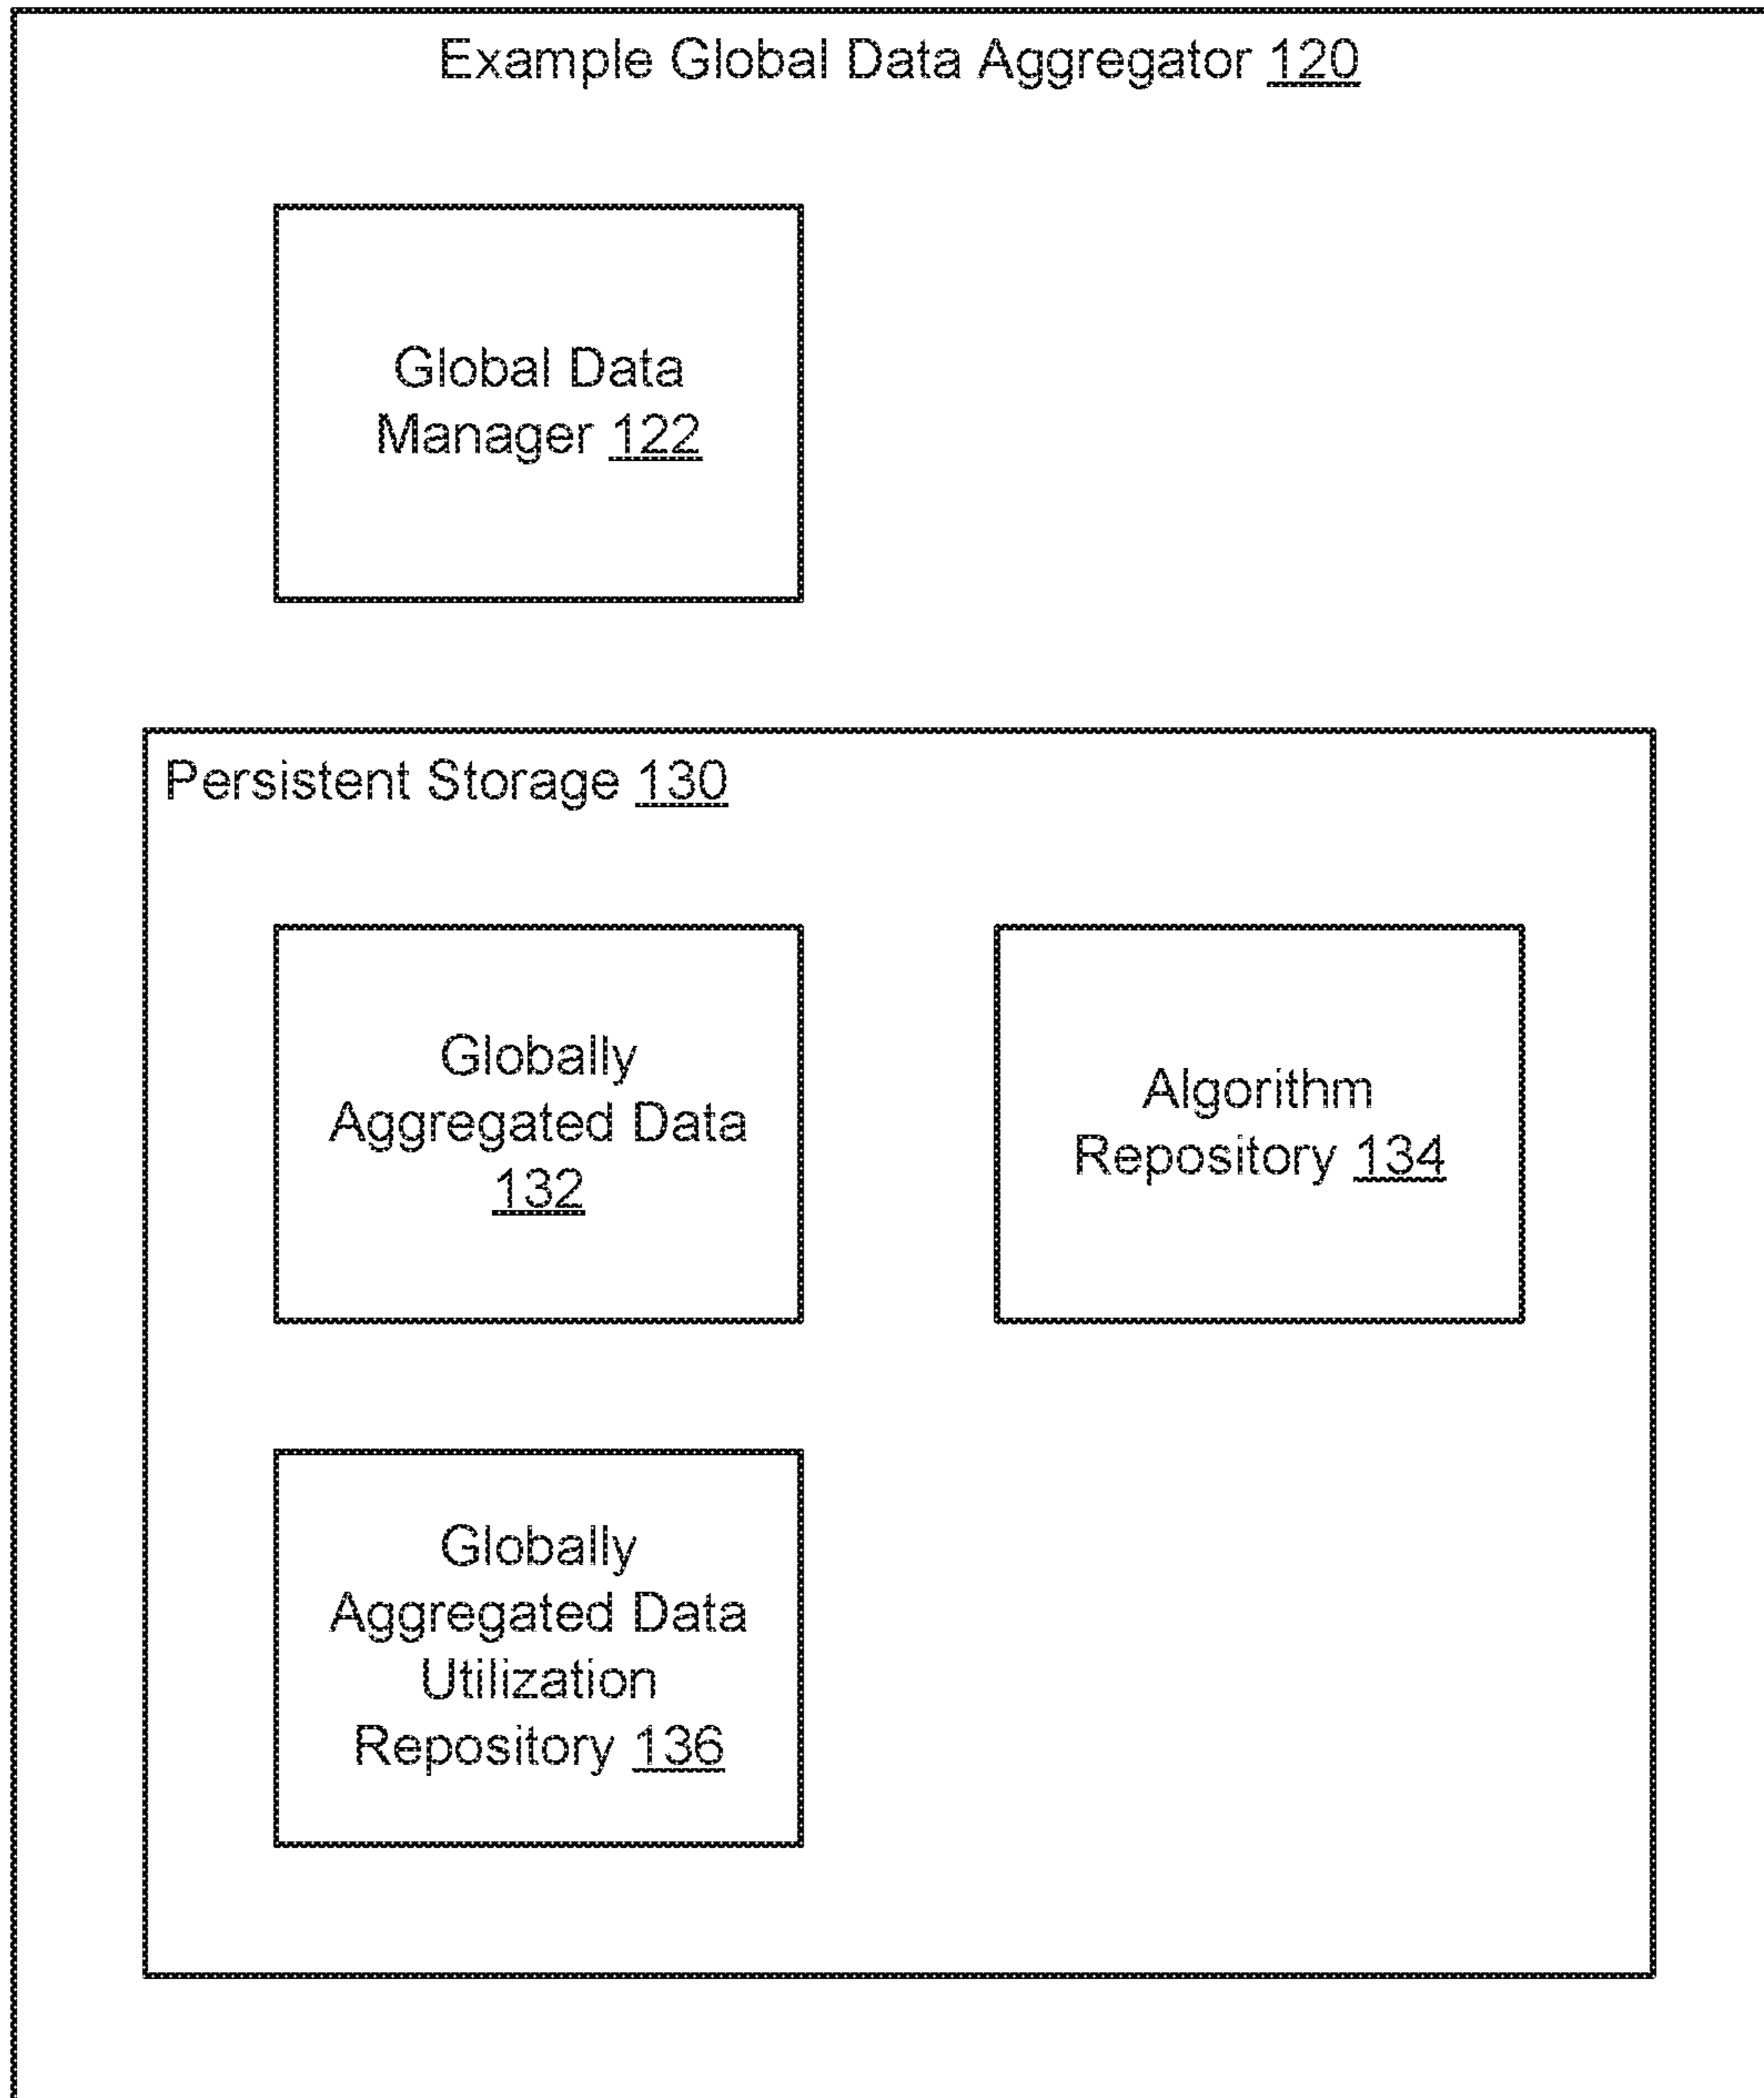 Example Global Data Aggregator 120
Global Data
Manager 122
Persistent Storage 130
Globally
Aggregated Data
132
Algorithm
Repository 134
Globally
Aggregated Data
Utilization
Repository 136